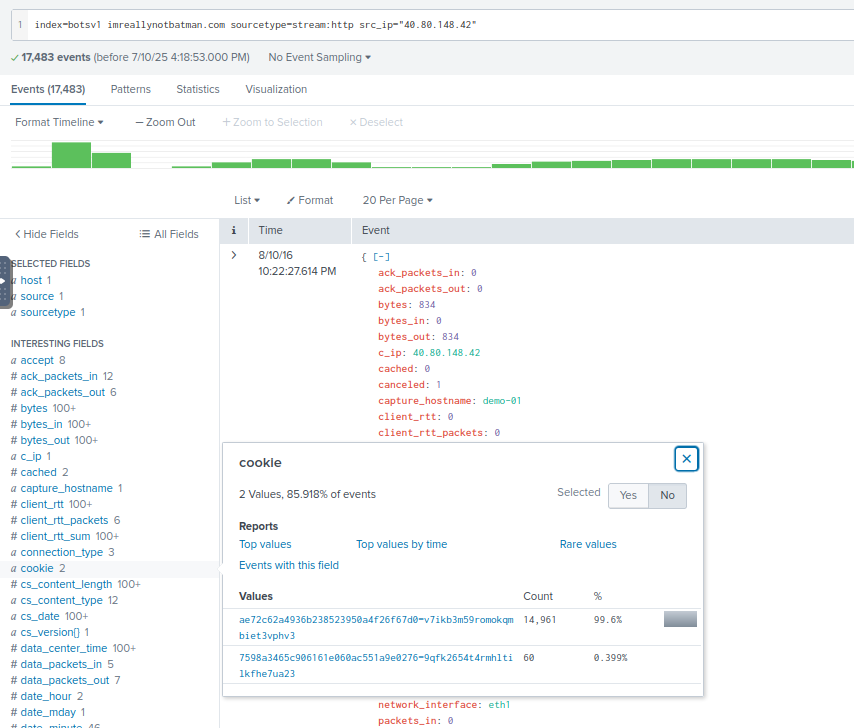 1 index=botsv1 imreallynotbatman.com sourcetype=stream:http src_ip="40.80.148.42"
✓ 17,483 events (before 7/10/25 4:18:53.000 PM) No Event Sampling ▾
Events (17,483) Patterns Statistics Visualization
Format Timeline ▾ — Zoom Out + Zoom to Selection × Deselect
List ▾ Format 20 Per Page ▾
< Hide Fields All Fields
SELECTED FIELDS
a host 1
a source 1
a sourcetype 1
INTERESTING FIELDS
a accept 8
# ack_packets_in 12
# ack_packets_out 6
# bytes 100+
# bytes_in 100+
# bytes_out 100+
a c_ip 1
# cached 2
a capture_hostname 1
# client_rtt 100+
# client_rtt_packets 6
# client_rtt_sum 100+
a connection_type 3
a cookie 2
# cs_content_length 100+
a cs_content_type 12
a cs_date 100+
a cs_version{} 1
# data_center_time 100+
# data_packets_in 5
# data_packets_out 7
# date_hour 2
# date_mday 1
# date_minute 46
i Time Event
> 8/10/16
10:22:27.614 PM
{ [-]
ack_packets_in: 0
ack_packets_out: 0
bytes: 834
bytes_in: 0
bytes_out: 834
c_ip: 40.80.148.42
cached: 0
canceled: 1
capture_hostname: demo-01
client_rtt: 0
client_rtt_packets: 0
cookie ×
2 Values, 85.918% of events Selected Yes No
Reports
Top values Top values by time Rare values
Events with this field
Values Count %
ae72c62a4936b238523950a4f26f67d0=v7ikb3m59romokqm 14,961 99.6%
biet3vphv3
7598a3465c906161e060ac551a9e0276=9qfk2654t4rmhlti 60 0.399%
1kfhe7ua23
network_interface: eth1
packets_in: 0